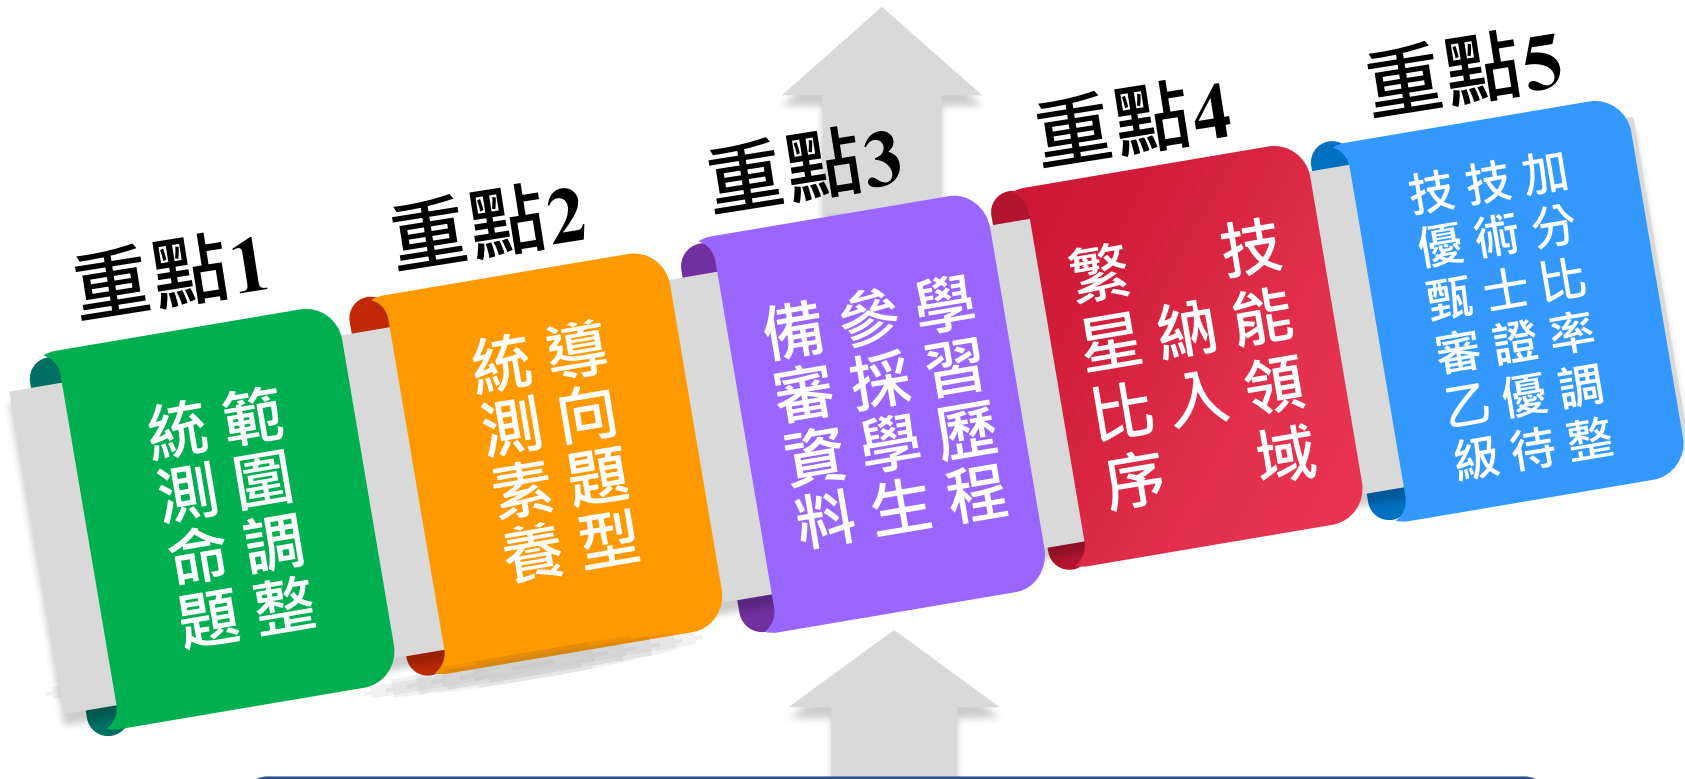 重點1
統測命題
範圍調整
重點2
統測素養
導向題型
重點3
備審資料
參採學生
學習歷程
重點4
繁星比序
納入
技能領域
重點5
技優甄審乙級
技術士證優待
加分比率調整